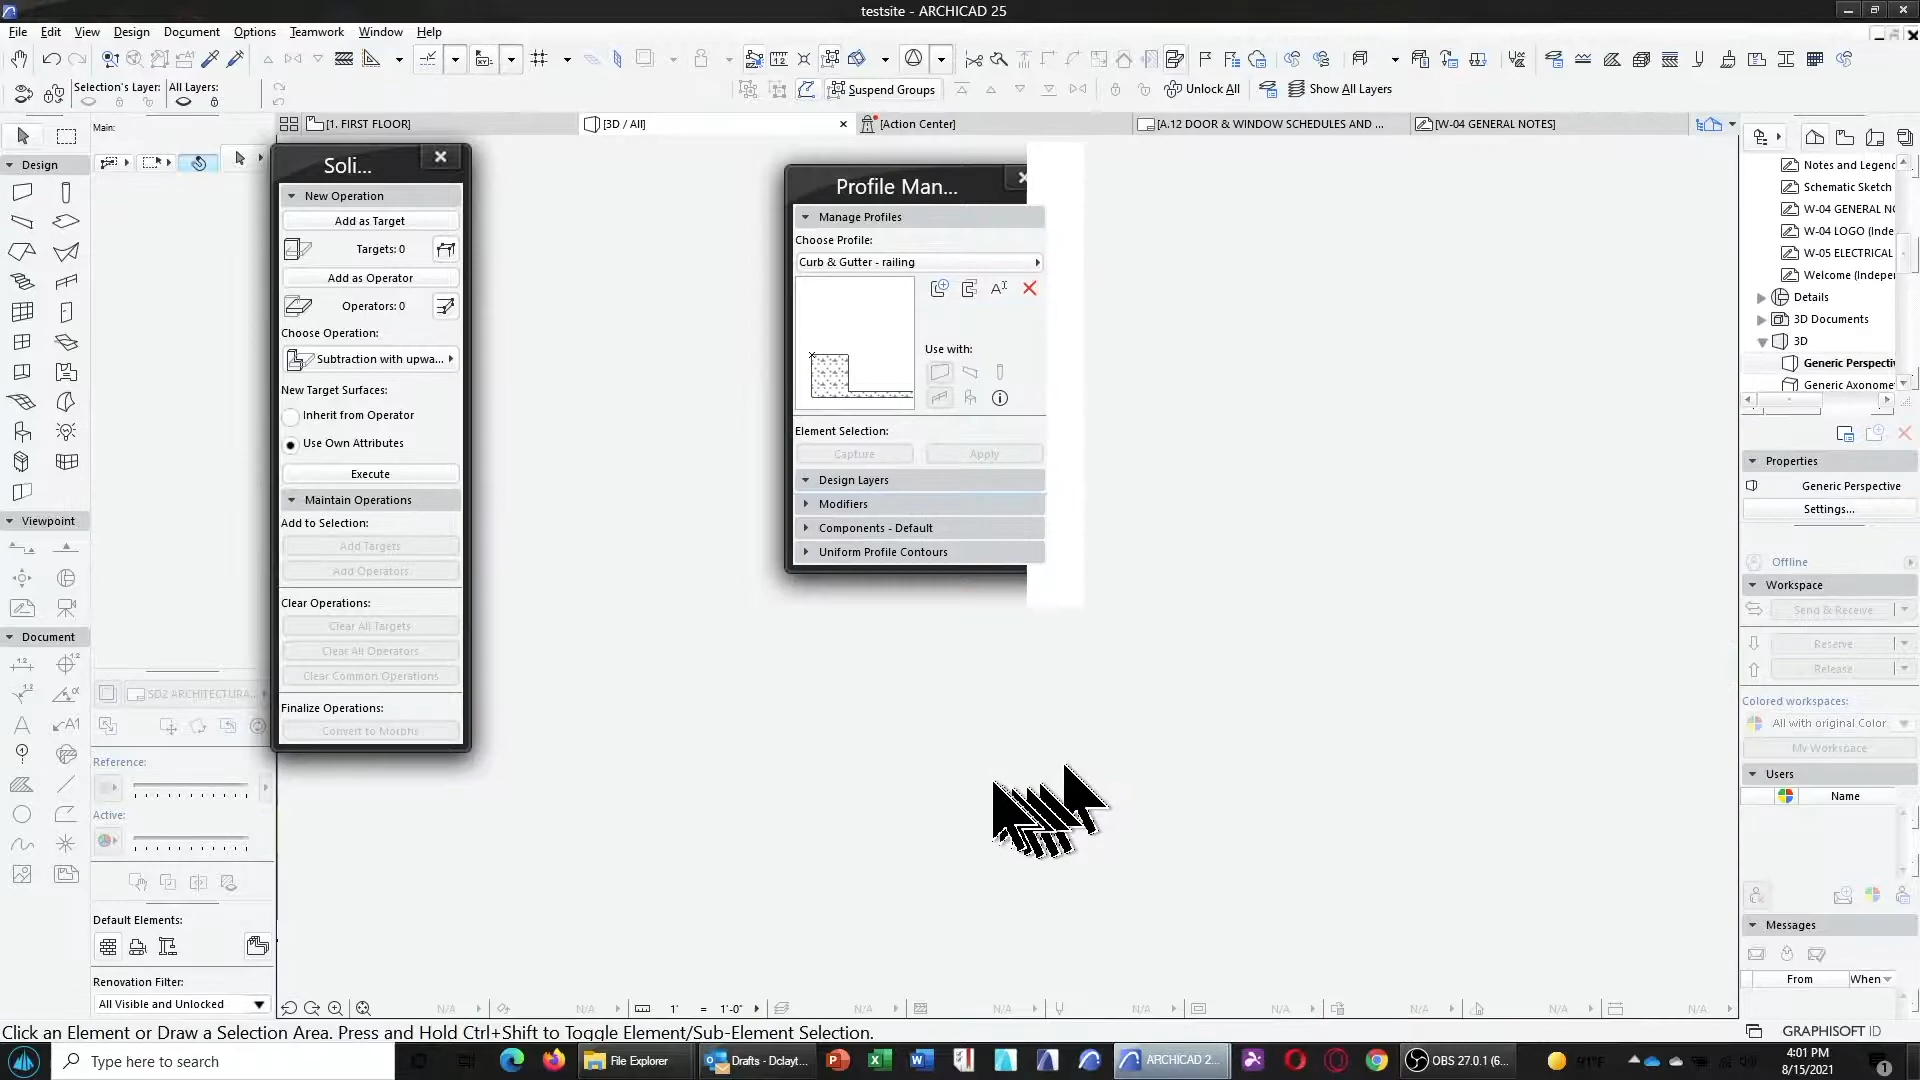 testsite - ARCHICAD 25
File Edit View Design Document Options Teamwork Window Help
Selection's Layer: All Layers:
Suspend Groups Unlock All Show All Layers
Main:
[1. FIRST FLOOR] [3D / All] [Action Center] [A.12 DOOR & WINDOW SCHEDULES AND ... [W-04 GENERAL NOTES]
Design
Viewpoint
Document
Soli...
New Operation
Add as Target
Targets: 0
Add as Operator
Operators: 0
Choose Operation:
Subtraction with upwa...
New Target Surfaces:
Inherit from Operator
Use Own Attributes
Execute
Maintain Operations
Add to Selection:
Add Targets
Add Operators
Clear Operations:
Clear All Targets
Clear All Operators
Clear Common Operations
Finalize Operations:
Convert to Morphs
Profile Man...
Manage Profiles
Choose Profile:
Curb & Gutter - railing
Use with:
Element Selection:
Capture Apply
Design Layers
Modifiers
Components - Default
Uniform Profile Contours
SD2 ARCHITECTURA...
Reference:
Active:
Default Elements:
Renovation Filter:
All Visible and Unlocked
Notes and Legenc
Schematic Sketch
W-04 GENERAL NO
W-04 LOGO (Inde
W-05 ELECTRICAL
Welcome (Indeper
Details
3D Documents
3D
Generic Perspecti
Generic Axonome
Properties
Generic Perspective
Settings...
Offline
Workspace
Send & Receive
Reserve
Release
Colored workspaces:
All with original Color
My Workspace
Users
Name
Messages
From When
N/A N/A 1' = 1'-0" N/A N/A N/A N/A N/A N/A N/A
Click an Element or Draw a Selection Area. Press and Hold Ctrl+Shift to Toggle Element/Sub-Element Selection.
GRAPHISOFT ID
Type here to search
File Explorer
Drafts - Dclayt...
ARCHICAD 2...
OBS 27.0.1 (6...
91°F
4:01 PM
8/15/2021